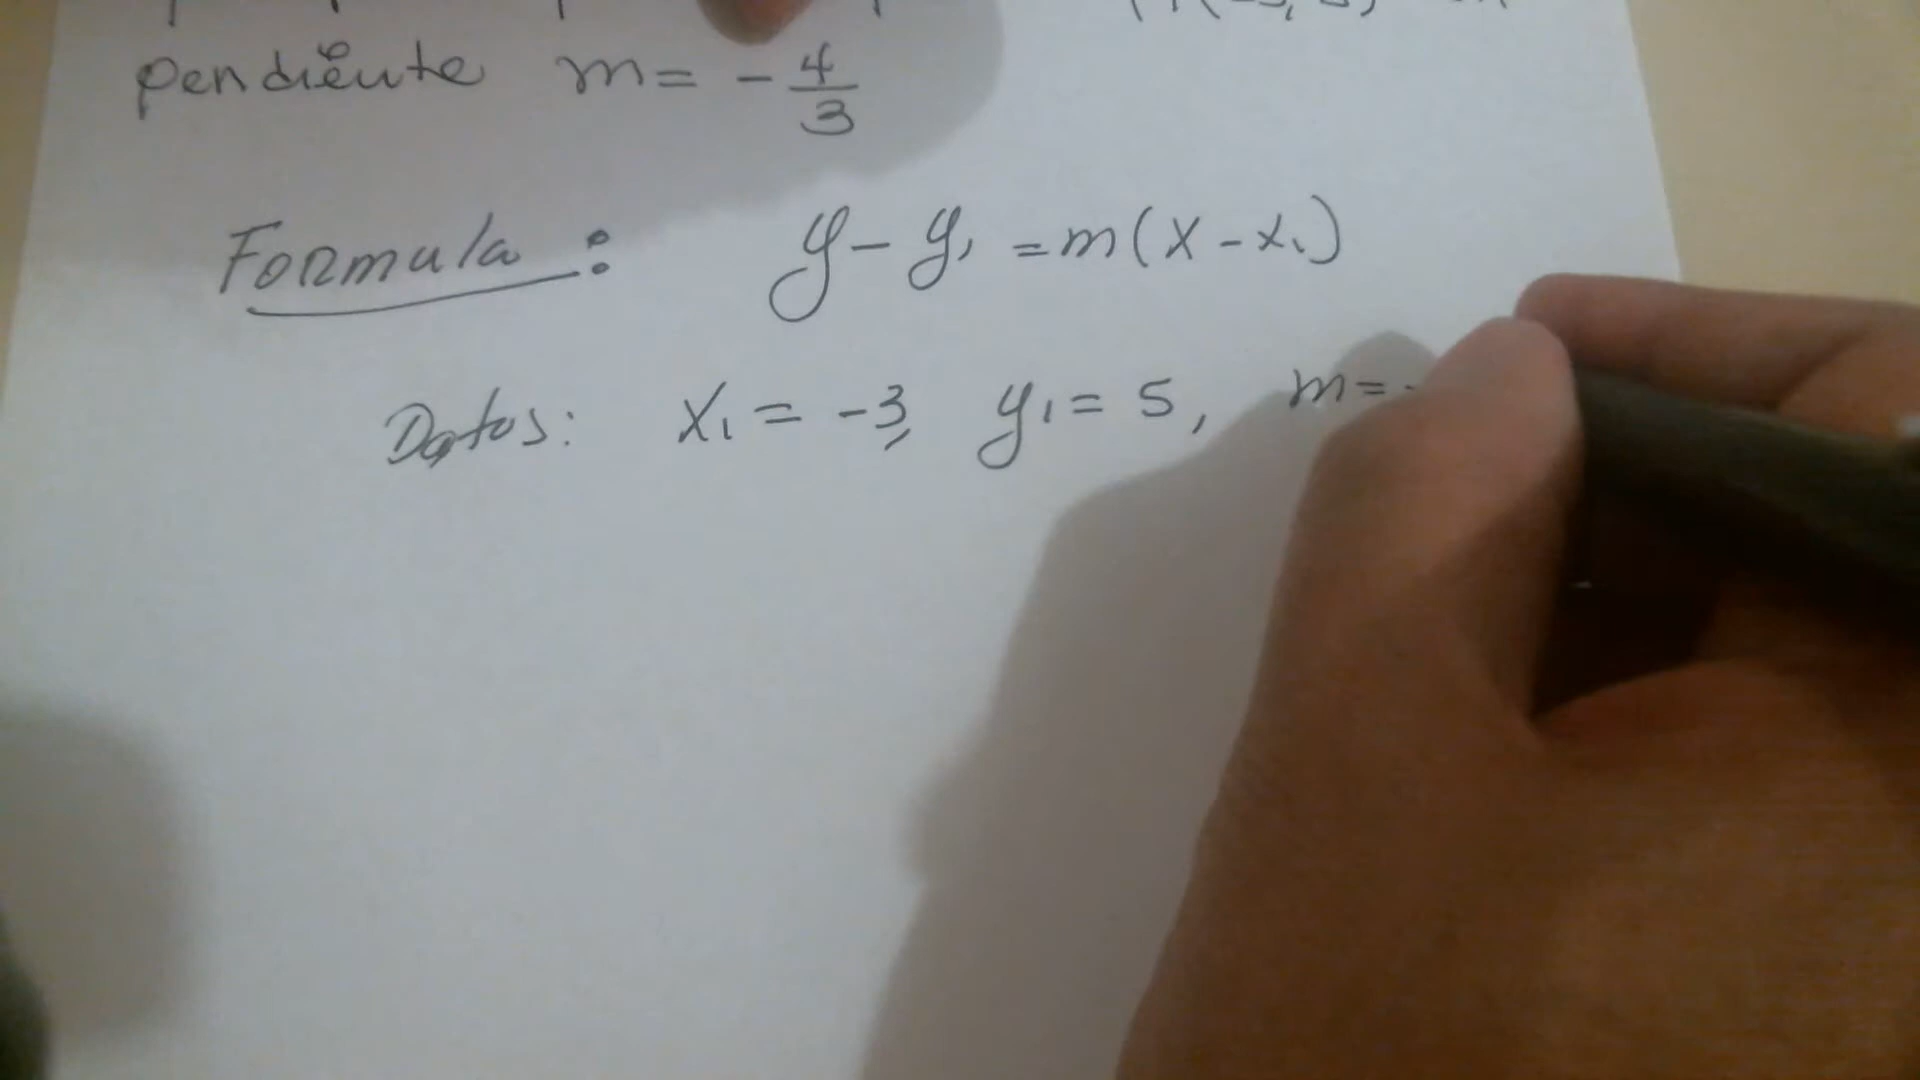 pendiente m = - 4/3
Formula : y - y₁ = m(x - x₁)
Datos: x₁ = -3, y₁ = 5, m = -